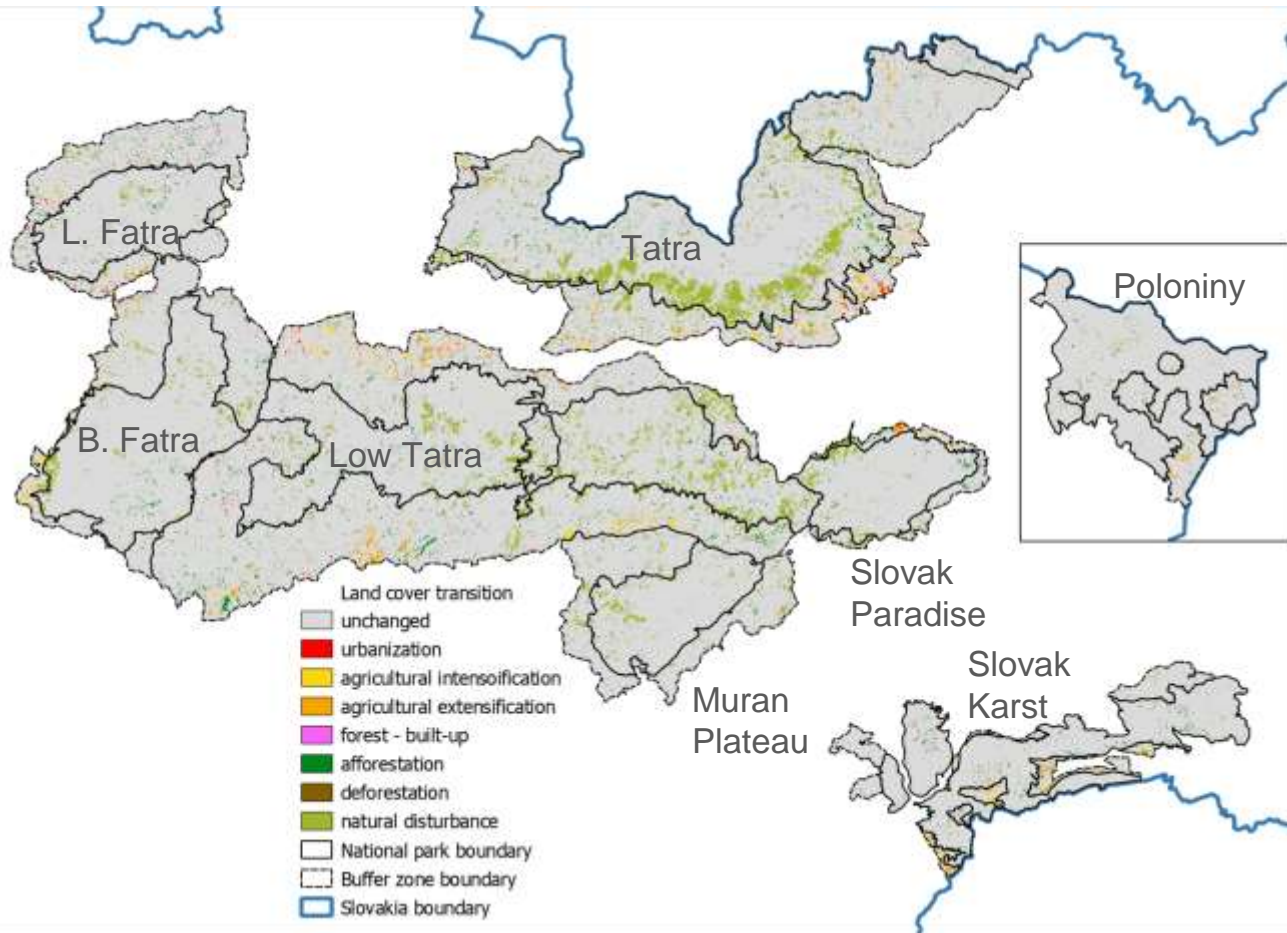 L. Fatra
Tatra
Poloniny
B. Fatra
Low Tatra
Slovak
Paradise
Slovak
Karst
Muran
Plateau
Land cover transition
unchanged
urbanization
agricultural intensoification
agricultural extensification
forest - built-up
afforestation
deforestation
natural disturbance
National park boundary
Buffer zone boundary
Slovakia boundary